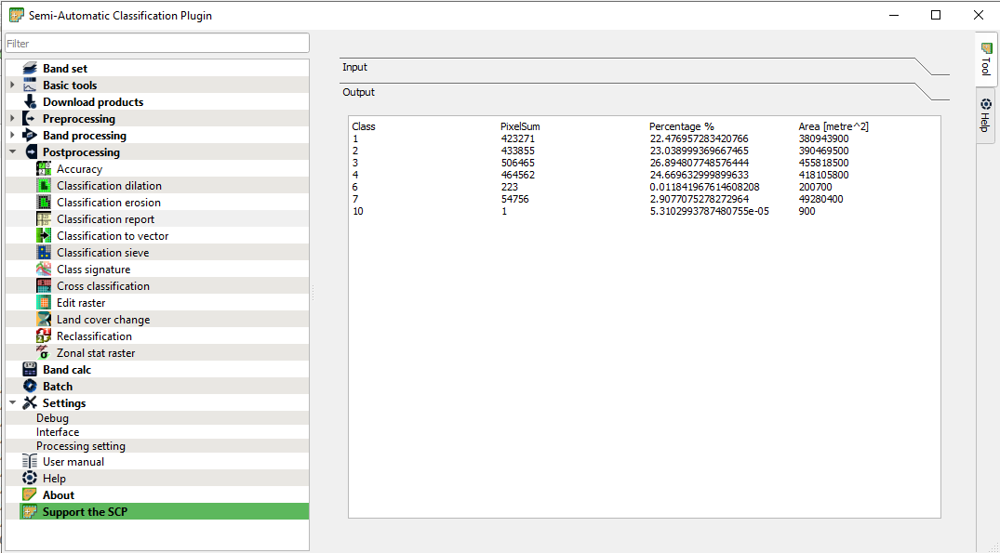 Semi-Automatic Classification Plugin
Filter
Band set
Basic tools
Download products
Preprocessing
Band processing
Postprocessing
Accuracy
Classification dilation
Classification erosion
Classification report
Classification to vector
Classification sieve
Class signature
Cross classification
Edit raster
Land cover change
Reclassification
Zonal stat raster
Band calc
Batch
Settings
Debug
Interface
Processing setting
User manual
Help
About
Support the SCP
Input
Output
Class PixelSum Percentage % Area [metre^2]
1 423271 22.476957283420766 380943900
2 433855 23.038999369667465 390469500
3 506465 26.894807748576444 455818500
4 464562 24.669632999899633 418105800
6 223 0.011841967614608208 200700
7 54756 2.9077075278272964 49280400
10 1 5.3102993787480755e-05 900
Tool
Help